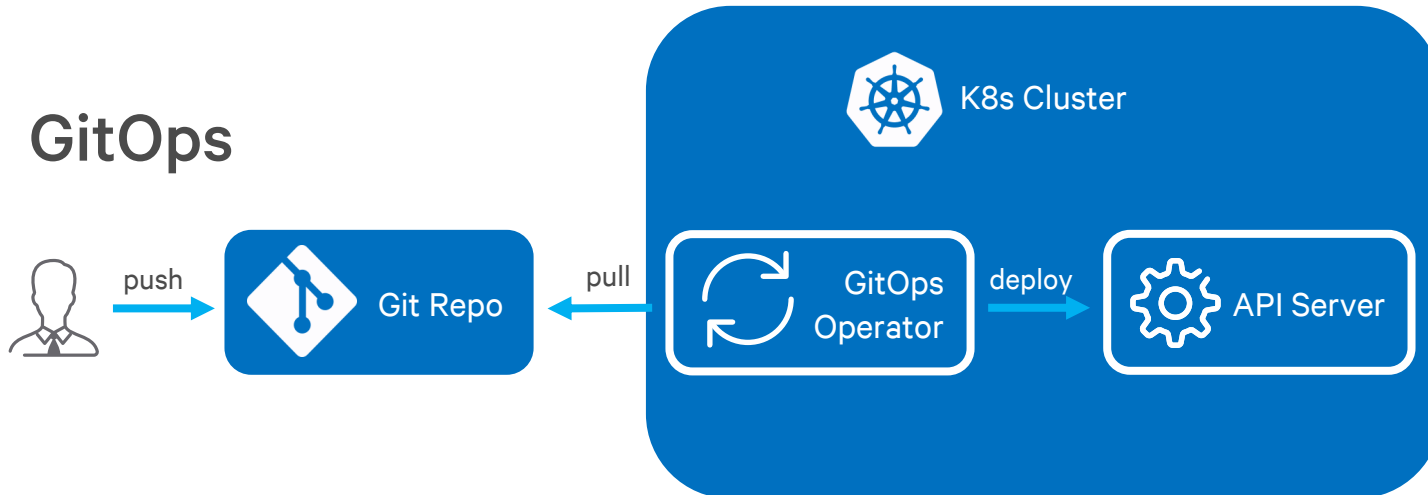 K8s Cluster
GitOps
push
Git Repo
pull
GitOps
Operator
deploy
API Server